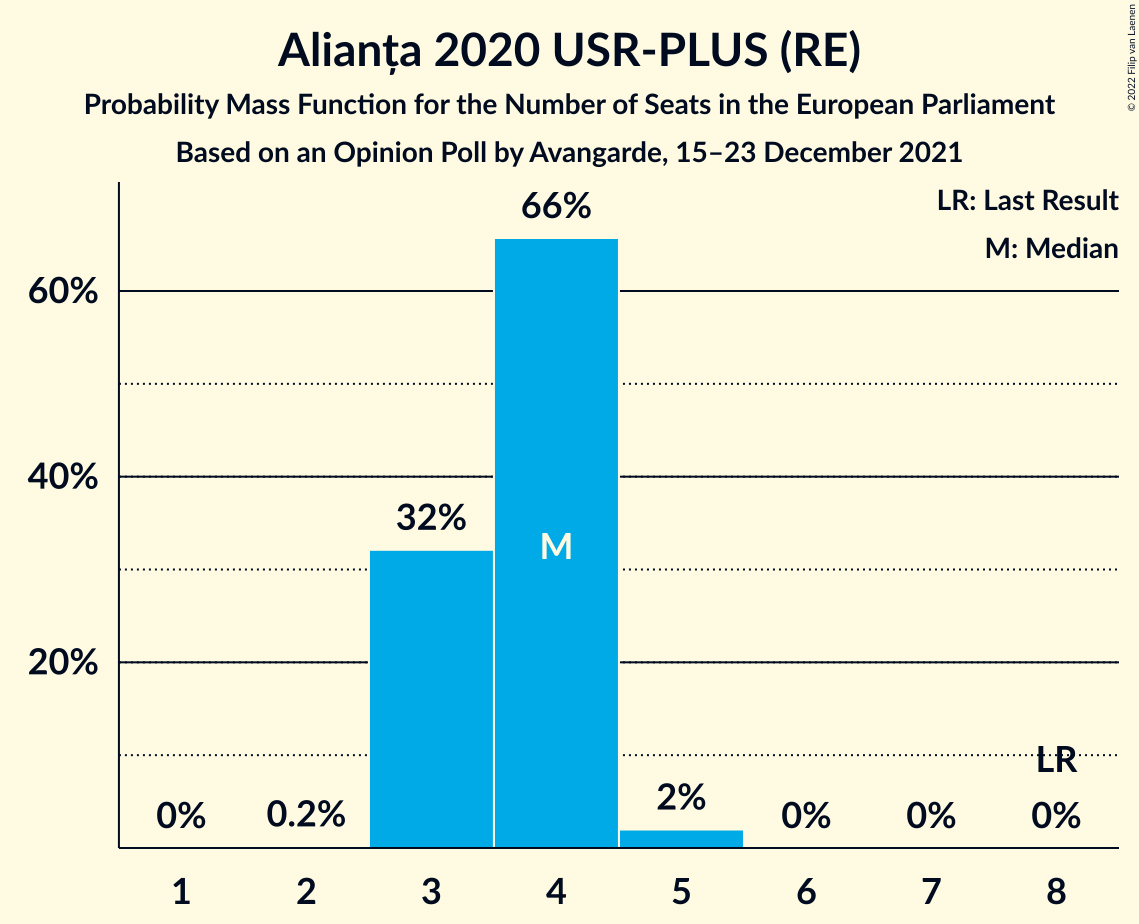 Alianța 2020 USR-PLUS (RE)
Probability Mass Function for the Number of Seats in the European Parliament
Based on an Opinion Poll by Avangarde, 15–23 December 2021
© 2022 Filip van Laenen
LR: Last Result
M: Median
66%
60%
40%
32%
M
20%
LR
0%
0.2%
2%
0%
0%
0%
1 2 3 4 5 6 7 8